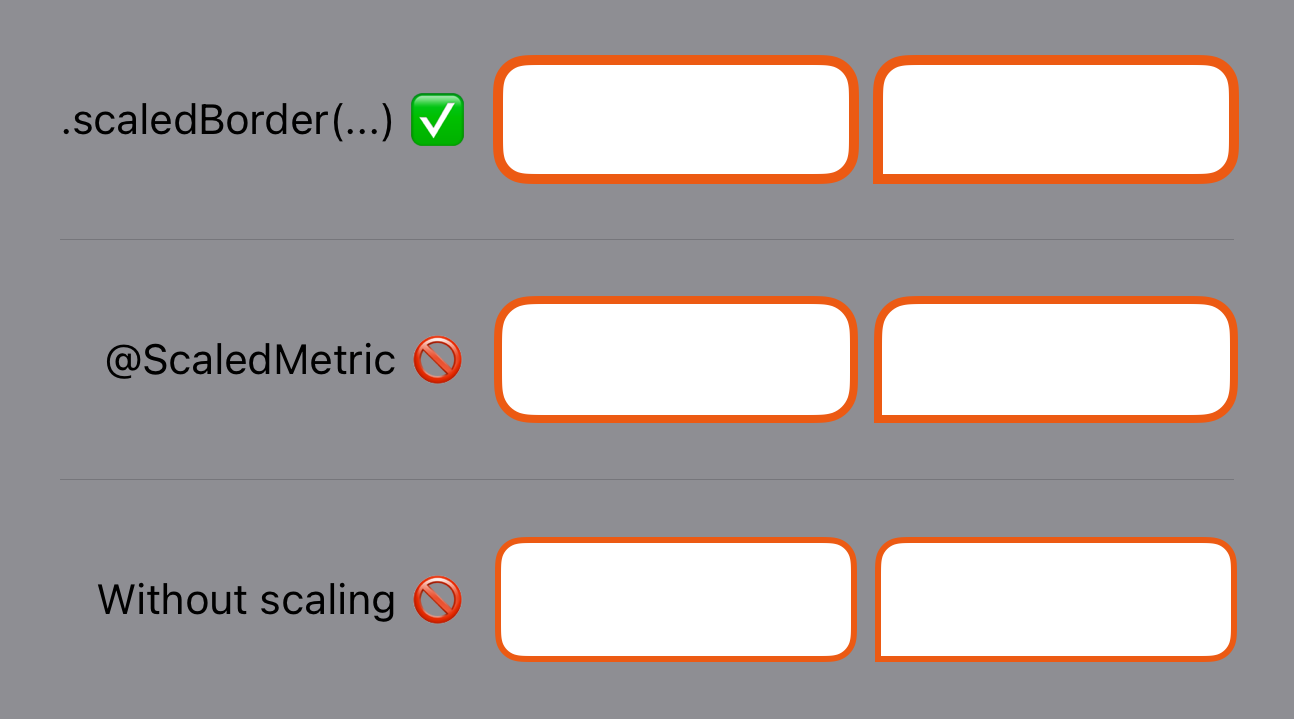 .scaledBorder(...) ✅
@ScaledMetric 🚫
Without scaling 🚫